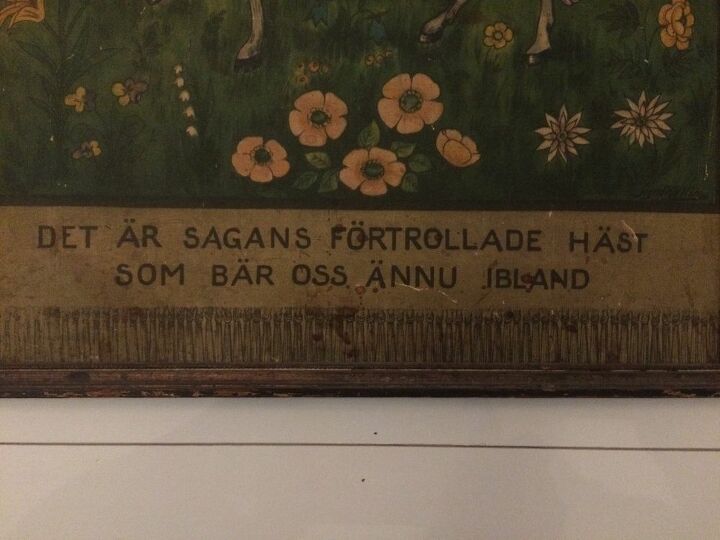 DET ÄR SAGANS FÖRTROLLADE HÄST
SOM BÄR OSS ÄNNU IBLAND